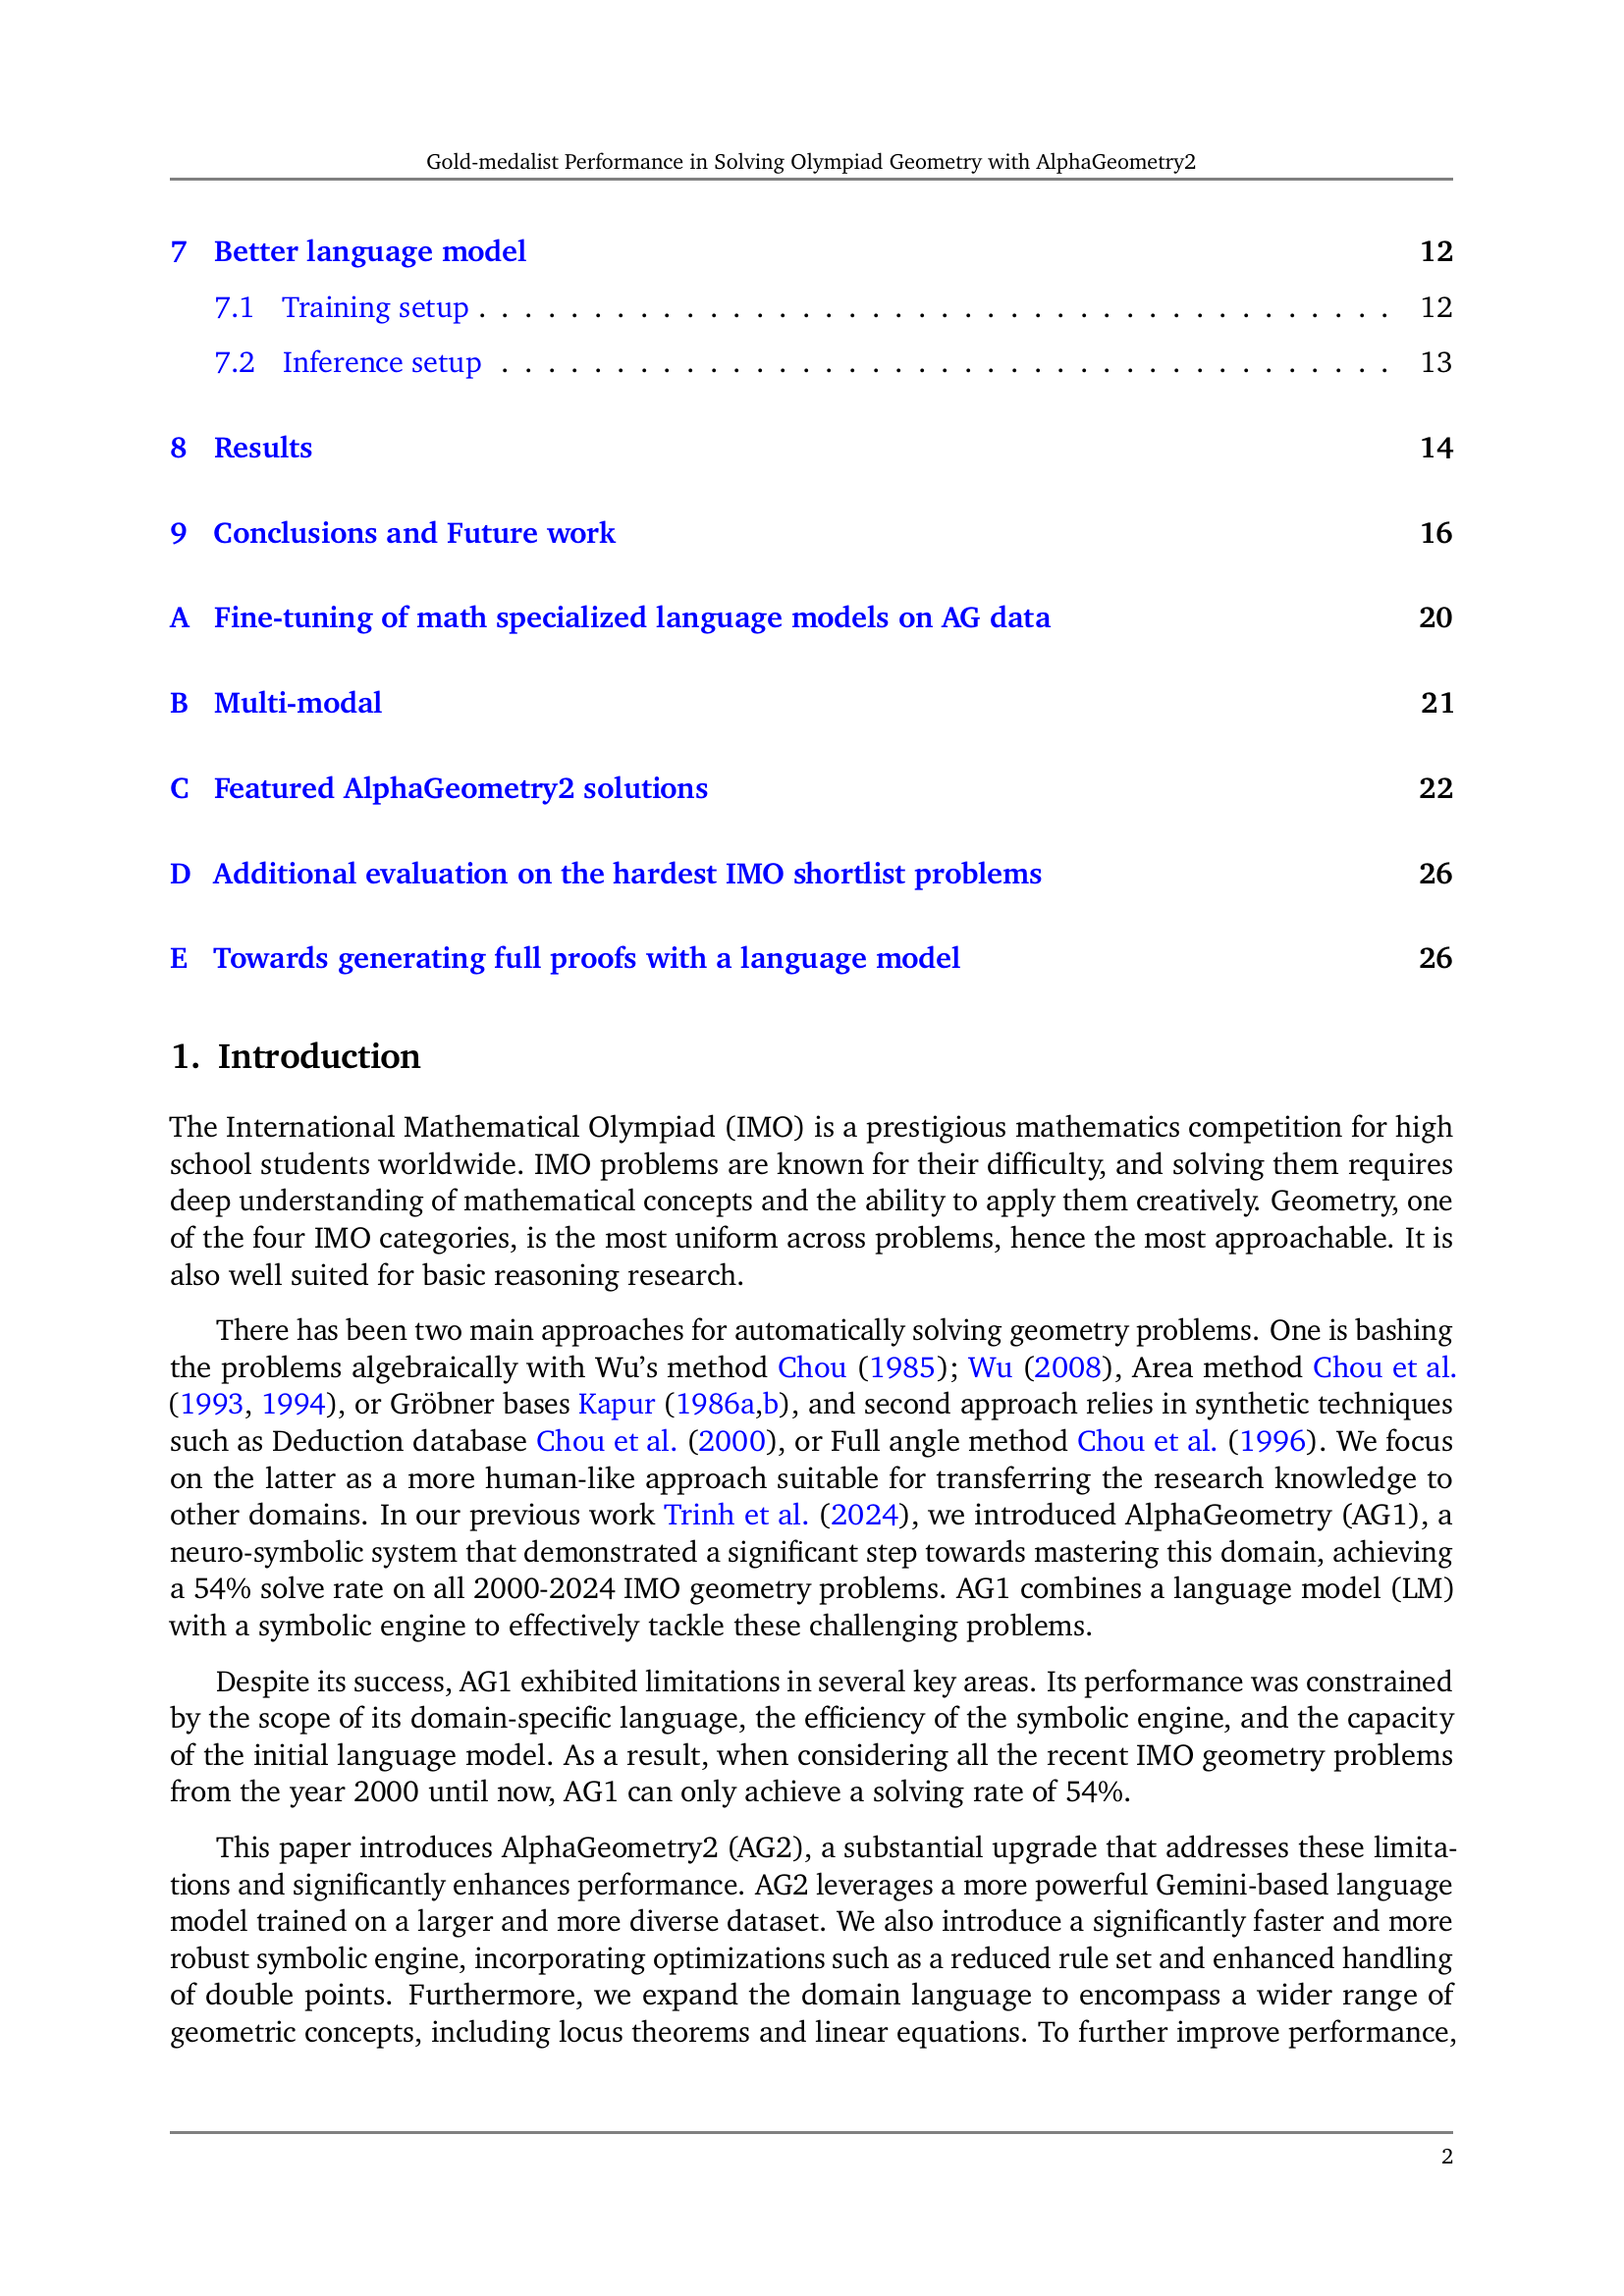 Gold-medalist Performance in Solving Olympiad Geometry with AlphaGeometry2
7 Better language model 12
7.1 Training setup . . . . . . . . . . . . . . . . . . . . . . . . . . . . . . . . . . . . . . . . 12
7.2 Inference setup . . . . . . . . . . . . . . . . . . . . . . . . . . . . . . . . . . . . . . . 13
8 Results 14
9 Conclusions and Future work 16
A Fine-tuning of math specialized language models on AG data 20
B Multi-modal 21
C Featured AlphaGeometry2 solutions 22
D Additional evaluation on the hardest IMO shortlist problems 26
E Towards generating full proofs with a language model 26
1. Introduction
The International Mathematical Olympiad (IMO) is a prestigious mathematics competition for high
school students worldwide. IMO problems are known for their difficulty, and solving them requires
deep understanding of mathematical concepts and the ability to apply them creatively. Geometry, one
of the four IMO categories, is the most uniform across problems, hence the most approachable. It is
also well suited for basic reasoning research.
There has been two main approaches for automatically solving geometry problems. One is bashing
the problems algebraically with Wu's method Chou (1985); Wu (2008), Area method Chou et al.
(1993, 1994), or Gröbner bases Kapur (1986a,b), and second approach relies in synthetic techniques
such as Deduction database Chou et al. (2000), or Full angle method Chou et al. (1996). We focus
on the latter as a more human-like approach suitable for transferring the research knowledge to
other domains. In our previous work Trinh et al. (2024), we introduced AlphaGeometry (AG1), a
neuro-symbolic system that demonstrated a significant step towards mastering this domain, achieving
a 54% solve rate on all 2000-2024 IMO geometry problems. AG1 combines a language model (LM)
with a symbolic engine to effectively tackle these challenging problems.
Despite its success, AG1 exhibited limitations in several key areas. Its performance was constrained
by the scope of its domain-specific language, the efficiency of the symbolic engine, and the capacity
of the initial language model. As a result, when considering all the recent IMO geometry problems
from the year 2000 until now, AG1 can only achieve a solving rate of 54%.
This paper introduces AlphaGeometry2 (AG2), a substantial upgrade that addresses these limita-
tions and significantly enhances performance. AG2 leverages a more powerful Gemini-based language
model trained on a larger and more diverse dataset. We also introduce a significantly faster and more
robust symbolic engine, incorporating optimizations such as a reduced rule set and enhanced handling
of double points. Furthermore, we expand the domain language to encompass a wider range of
geometric concepts, including locus theorems and linear equations. To further improve performance,
2